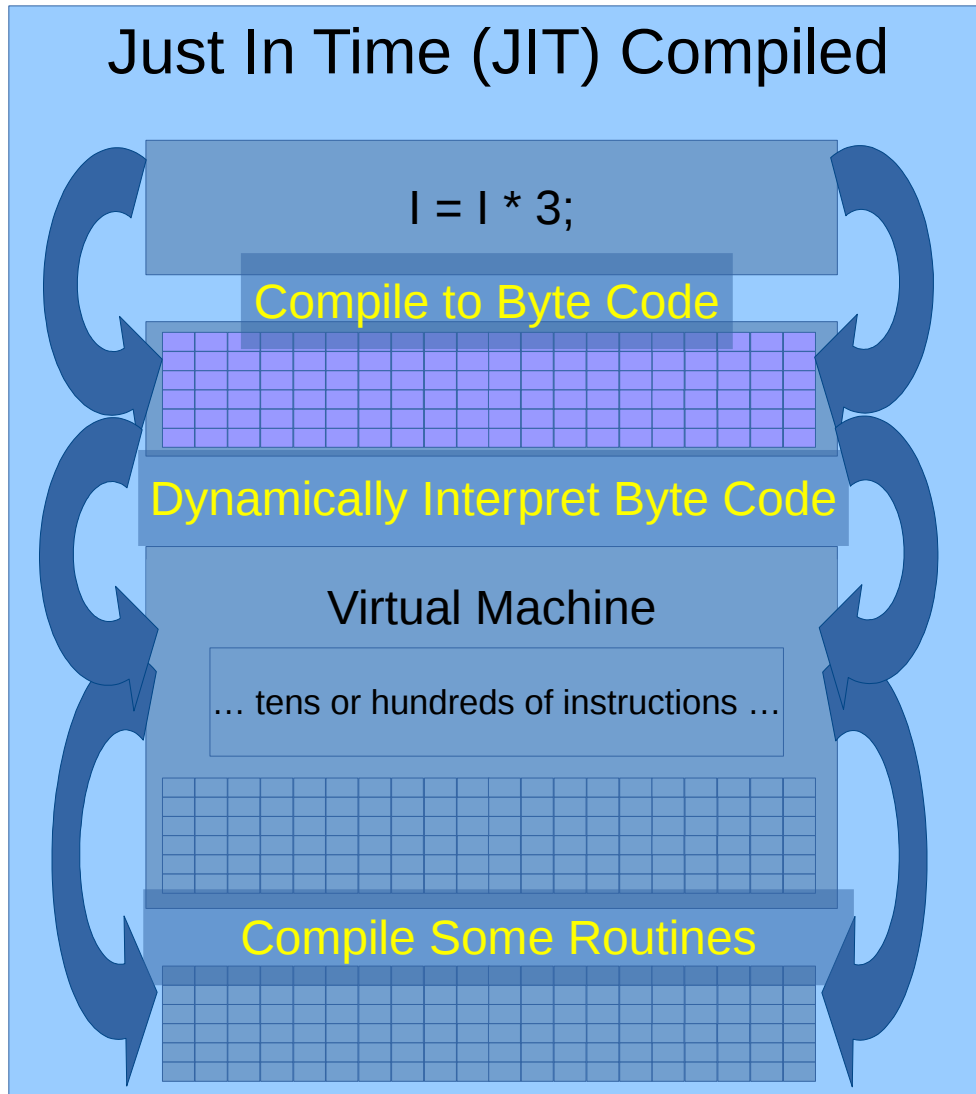 Just In Time (JIT) Compiled
I = I * 3;
Compile to Byte Code
Dynamically Interpret Byte Code
Virtual Machine
… tens or hundreds of instructions …
Compile Some Routines